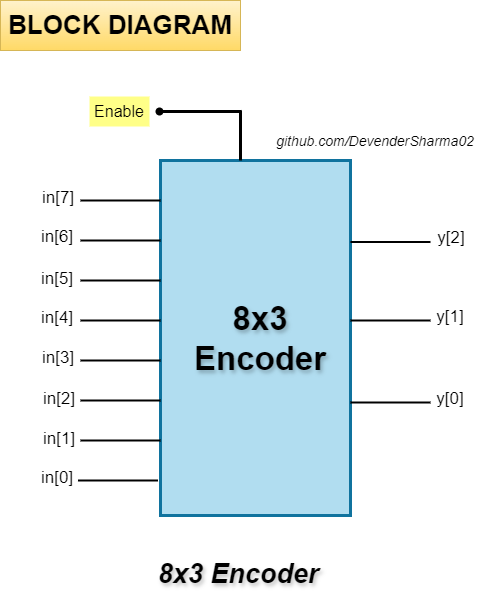 BLOCK DIAGRAM
Enable
github.com/DevenderSharma02
in[7]
in[6]
in[5]
in[4]
in[3]
in[2]
in[1]
in[0]
8x3
Encoder
y[2]
y[1]
y[0]
8x3 Encoder